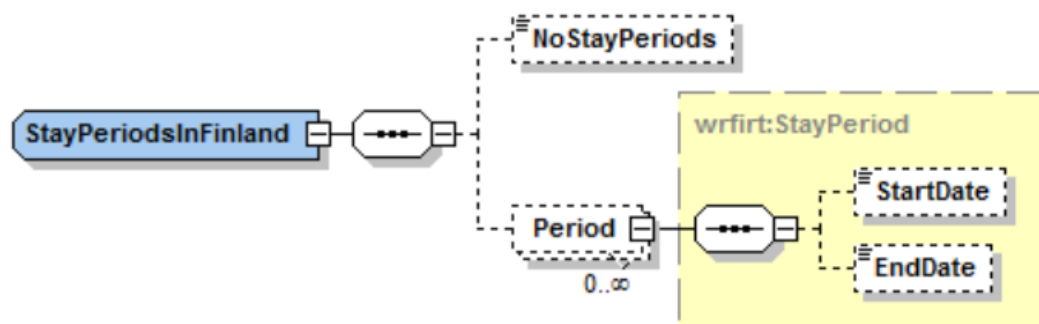 NoStayPeriods
StayPeriodsInFinland
wrfirt:StayPeriod
StartDate
Period
EndDate
0..∞